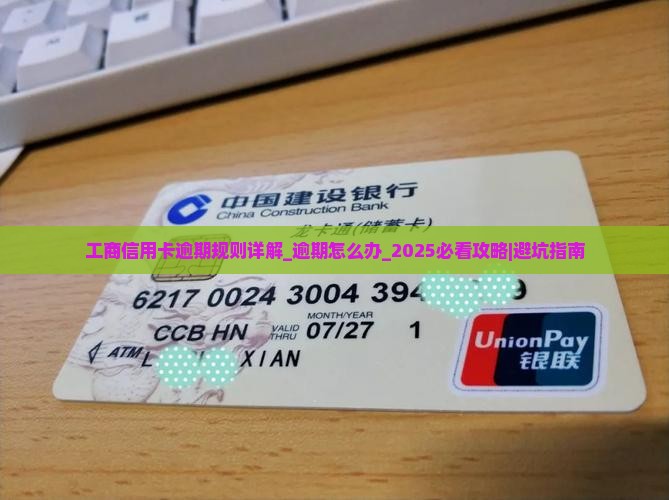 中国建设银行
China Construction Bank
龙卡通(储蓄卡)
工商信用卡逾期规则详解_逾期怎么办_2025必看攻略|避坑指南
6217 0024 3004 394 9
MONTH/YEAR
CCB HN VALID THRU 07/27 1
ATM L XIAN
UnionPay
银联